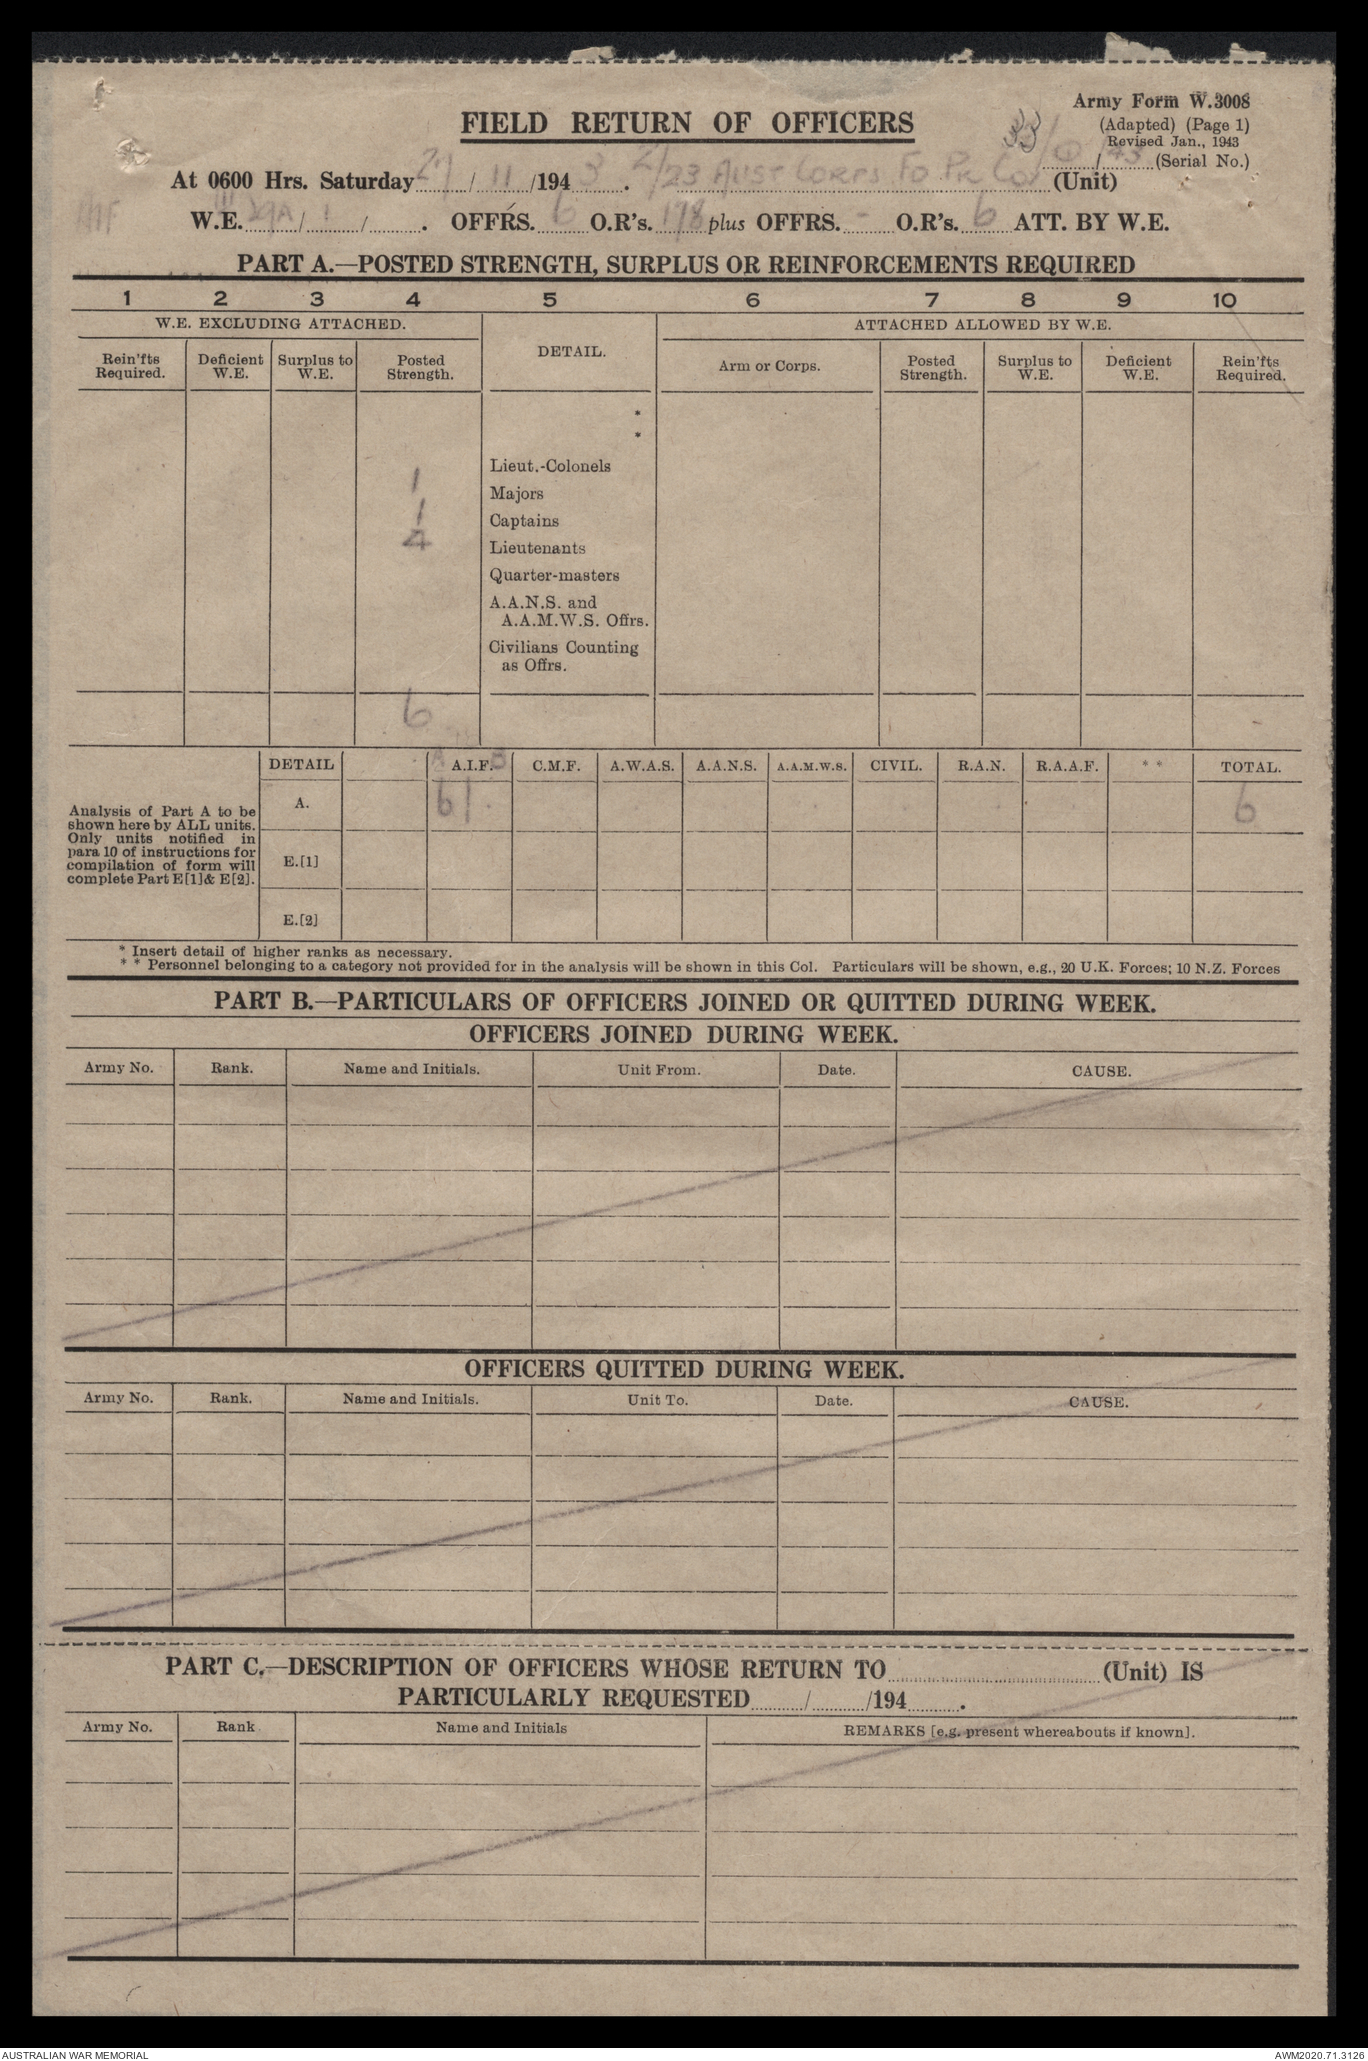 Army Form W.3008
FIELD RETURN OF OFFICERS
(Adapted) (Page 1)
Revised Jan., 1943
33/O/43 (Serial No.)
At 0600 Hrs. Saturday 27/11/1943. 2/23 AUST CORPS FD PK COY (Unit)
W.E. III/29A/1/ . OFFRS. 6 O.R's. 178 plus OFFRS. - O.R's. 6 ATT. BY W.E.
PART A.—POSTED STRENGTH, SURPLUS OR REINFORCEMENTS REQUIRED
1 2 3 4 5 6 7 8 9 10
W.E. EXCLUDING ATTACHED. DETAIL. ATTACHED ALLOWED BY W.E.
Rein'fts Required. Deficient W.E. Surplus to W.E. Posted Strength. Arm or Corps. Posted Strength. Surplus to W.E. Deficient W.E. Rein'fts Required.
*
*
Lieut.-Colonels
1 Majors
1 Captains
4 Lieutenants
Quarter-masters
A.A.N.S. and
A.A.M.W.S. Offrs.
Civilians Counting
as Offrs.
6
DETAIL A A.I.F. B C.M.F. A.W.A.S. A.A.N.S. A.A.M.W.S. CIVIL. R.A.N. R.A.A.F. * * TOTAL.
A. 6 6
Analysis of Part A to be
shown here by ALL units.
Only units notified in
para 10 of instructions for
compilation of form will
complete Part E[1]& E[2].
E.[1]
E.[2]
* Insert detail of higher ranks as necessary.
* * Personnel belonging to a category not provided for in the analysis will be shown in this Col. Particulars will be shown, e.g., 20 U.K. Forces; 10 N.Z. Forces
PART B.—PARTICULARS OF OFFICERS JOINED OR QUITTED DURING WEEK.
OFFICERS JOINED DURING WEEK.
Army No. Rank. Name and Initials. Unit From. Date. CAUSE.
OFFICERS QUITTED DURING WEEK.
Army No. Rank. Name and Initials. Unit To. Date. CAUSE.
PART C.—DESCRIPTION OF OFFICERS WHOSE RETURN TO (Unit) IS
PARTICULARLY REQUESTED / /194 .
Army No. Rank Name and Initials REMARKS [e.g. present whereabouts if known].
AUSTRALIAN WAR MEMORIAL AWM2020.71.3126